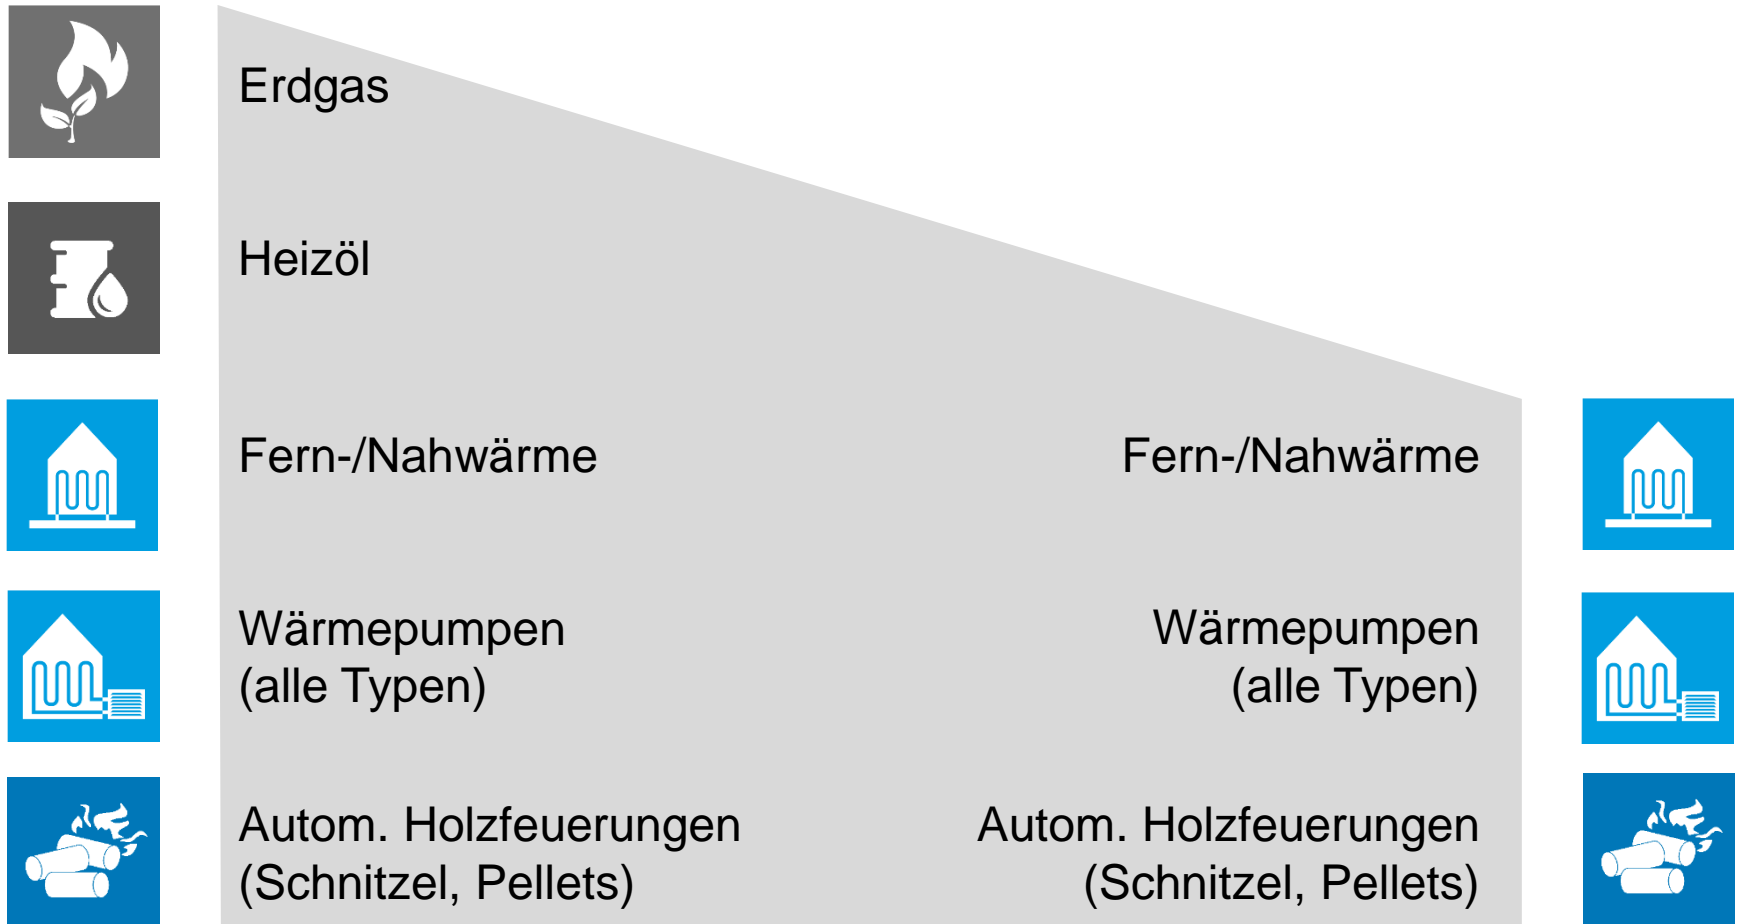 Erdgas
Heizöl
Fern-/Nahwärme
Fern-/Nahwärme
Wärmepumpen
(alle Typen)
Wärmepumpen
(alle Typen)
Autom. Holzfeuerungen
(Schnitzel, Pellets)
Autom. Holzfeuerungen
(Schnitzel, Pellets)